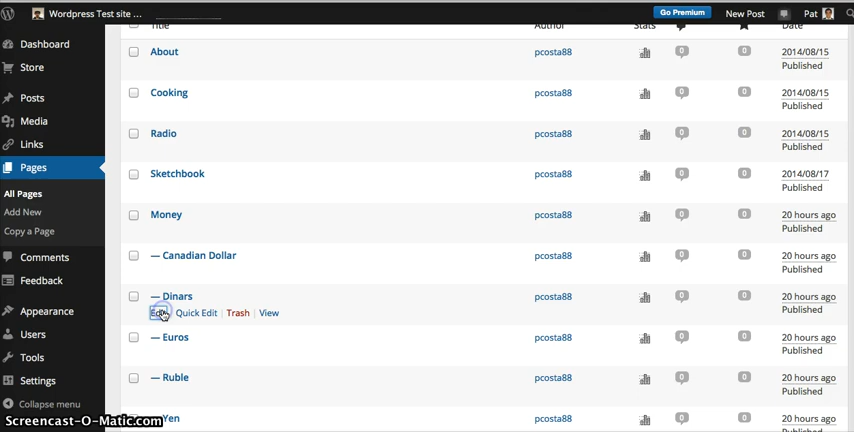 Wordpress Test site ...
Go Premium
New Post
Pat
Title
Author
Stats
Date
Dashboard
Store
Posts
Media
Links
Pages
All Pages
Add New
Copy a Page
Comments
Feedback
Appearance
Users
Tools
Settings
Collapse menu
About pcosta88 0 0 2014/08/15
Published
Cooking pcosta88 0 0 2014/08/15
Published
Radio pcosta88 0 0 2014/08/15
Published
Sketchbook pcosta88 0 0 2014/08/17
Published
Money pcosta88 0 0 20 hours ago
Published
— Canadian Dollar pcosta88 0 0 20 hours ago
Published
— Dinars pcosta88 0 0 20 hours ago
Edit Quick Edit | Trash | View Published
— Euros pcosta88 0 0 20 hours ago
Published
— Ruble pcosta88 0 0 20 hours ago
Published
Yen pcosta88 0 0 20 hours ago
Published
Screencast-O-Matic.com